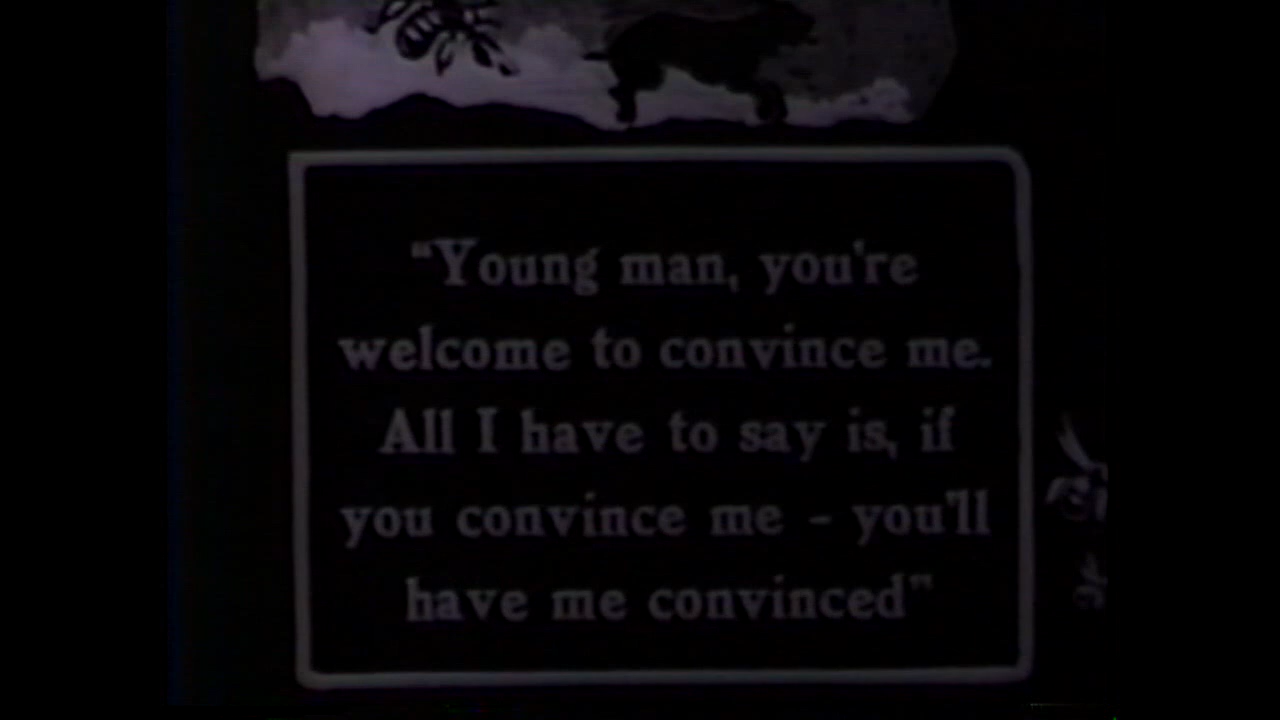 "Young man, you're
welcome to convince me.
All I have to say is, if
you convince me - you'll
have me convinced"